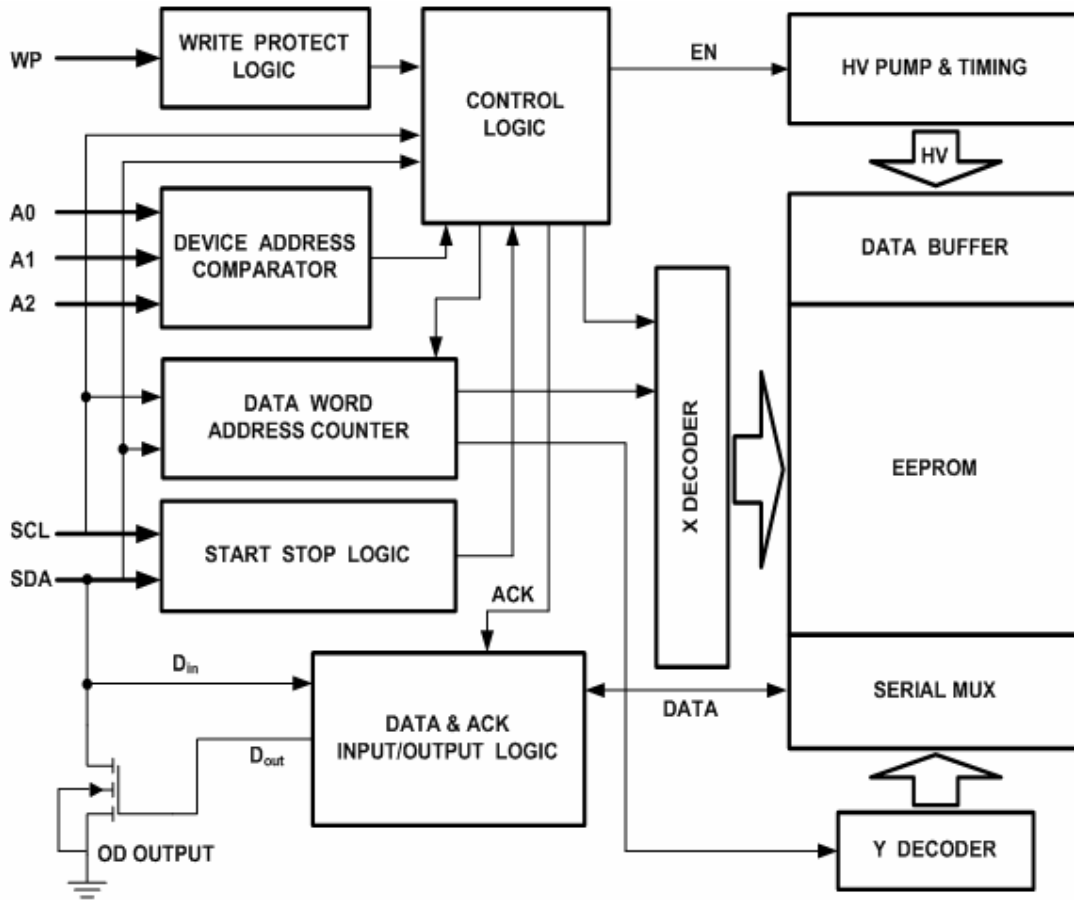 WP
WRITE PROTECT
LOGIC
CONTROL
LOGIC
EN
HV PUMP & TIMING
HV
A0
A1
A2
DEVICE ADDRESS
COMPARATOR
DATA BUFFER
DATA WORD
ADDRESS COUNTER
X DECODER
EEPROM
SCL
SDA
START STOP LOGIC
ACK
Din
DATA & ACK
INPUT/OUTPUT LOGIC
Dout
DATA
SERIAL MUX
OD OUTPUT
Y DECODER